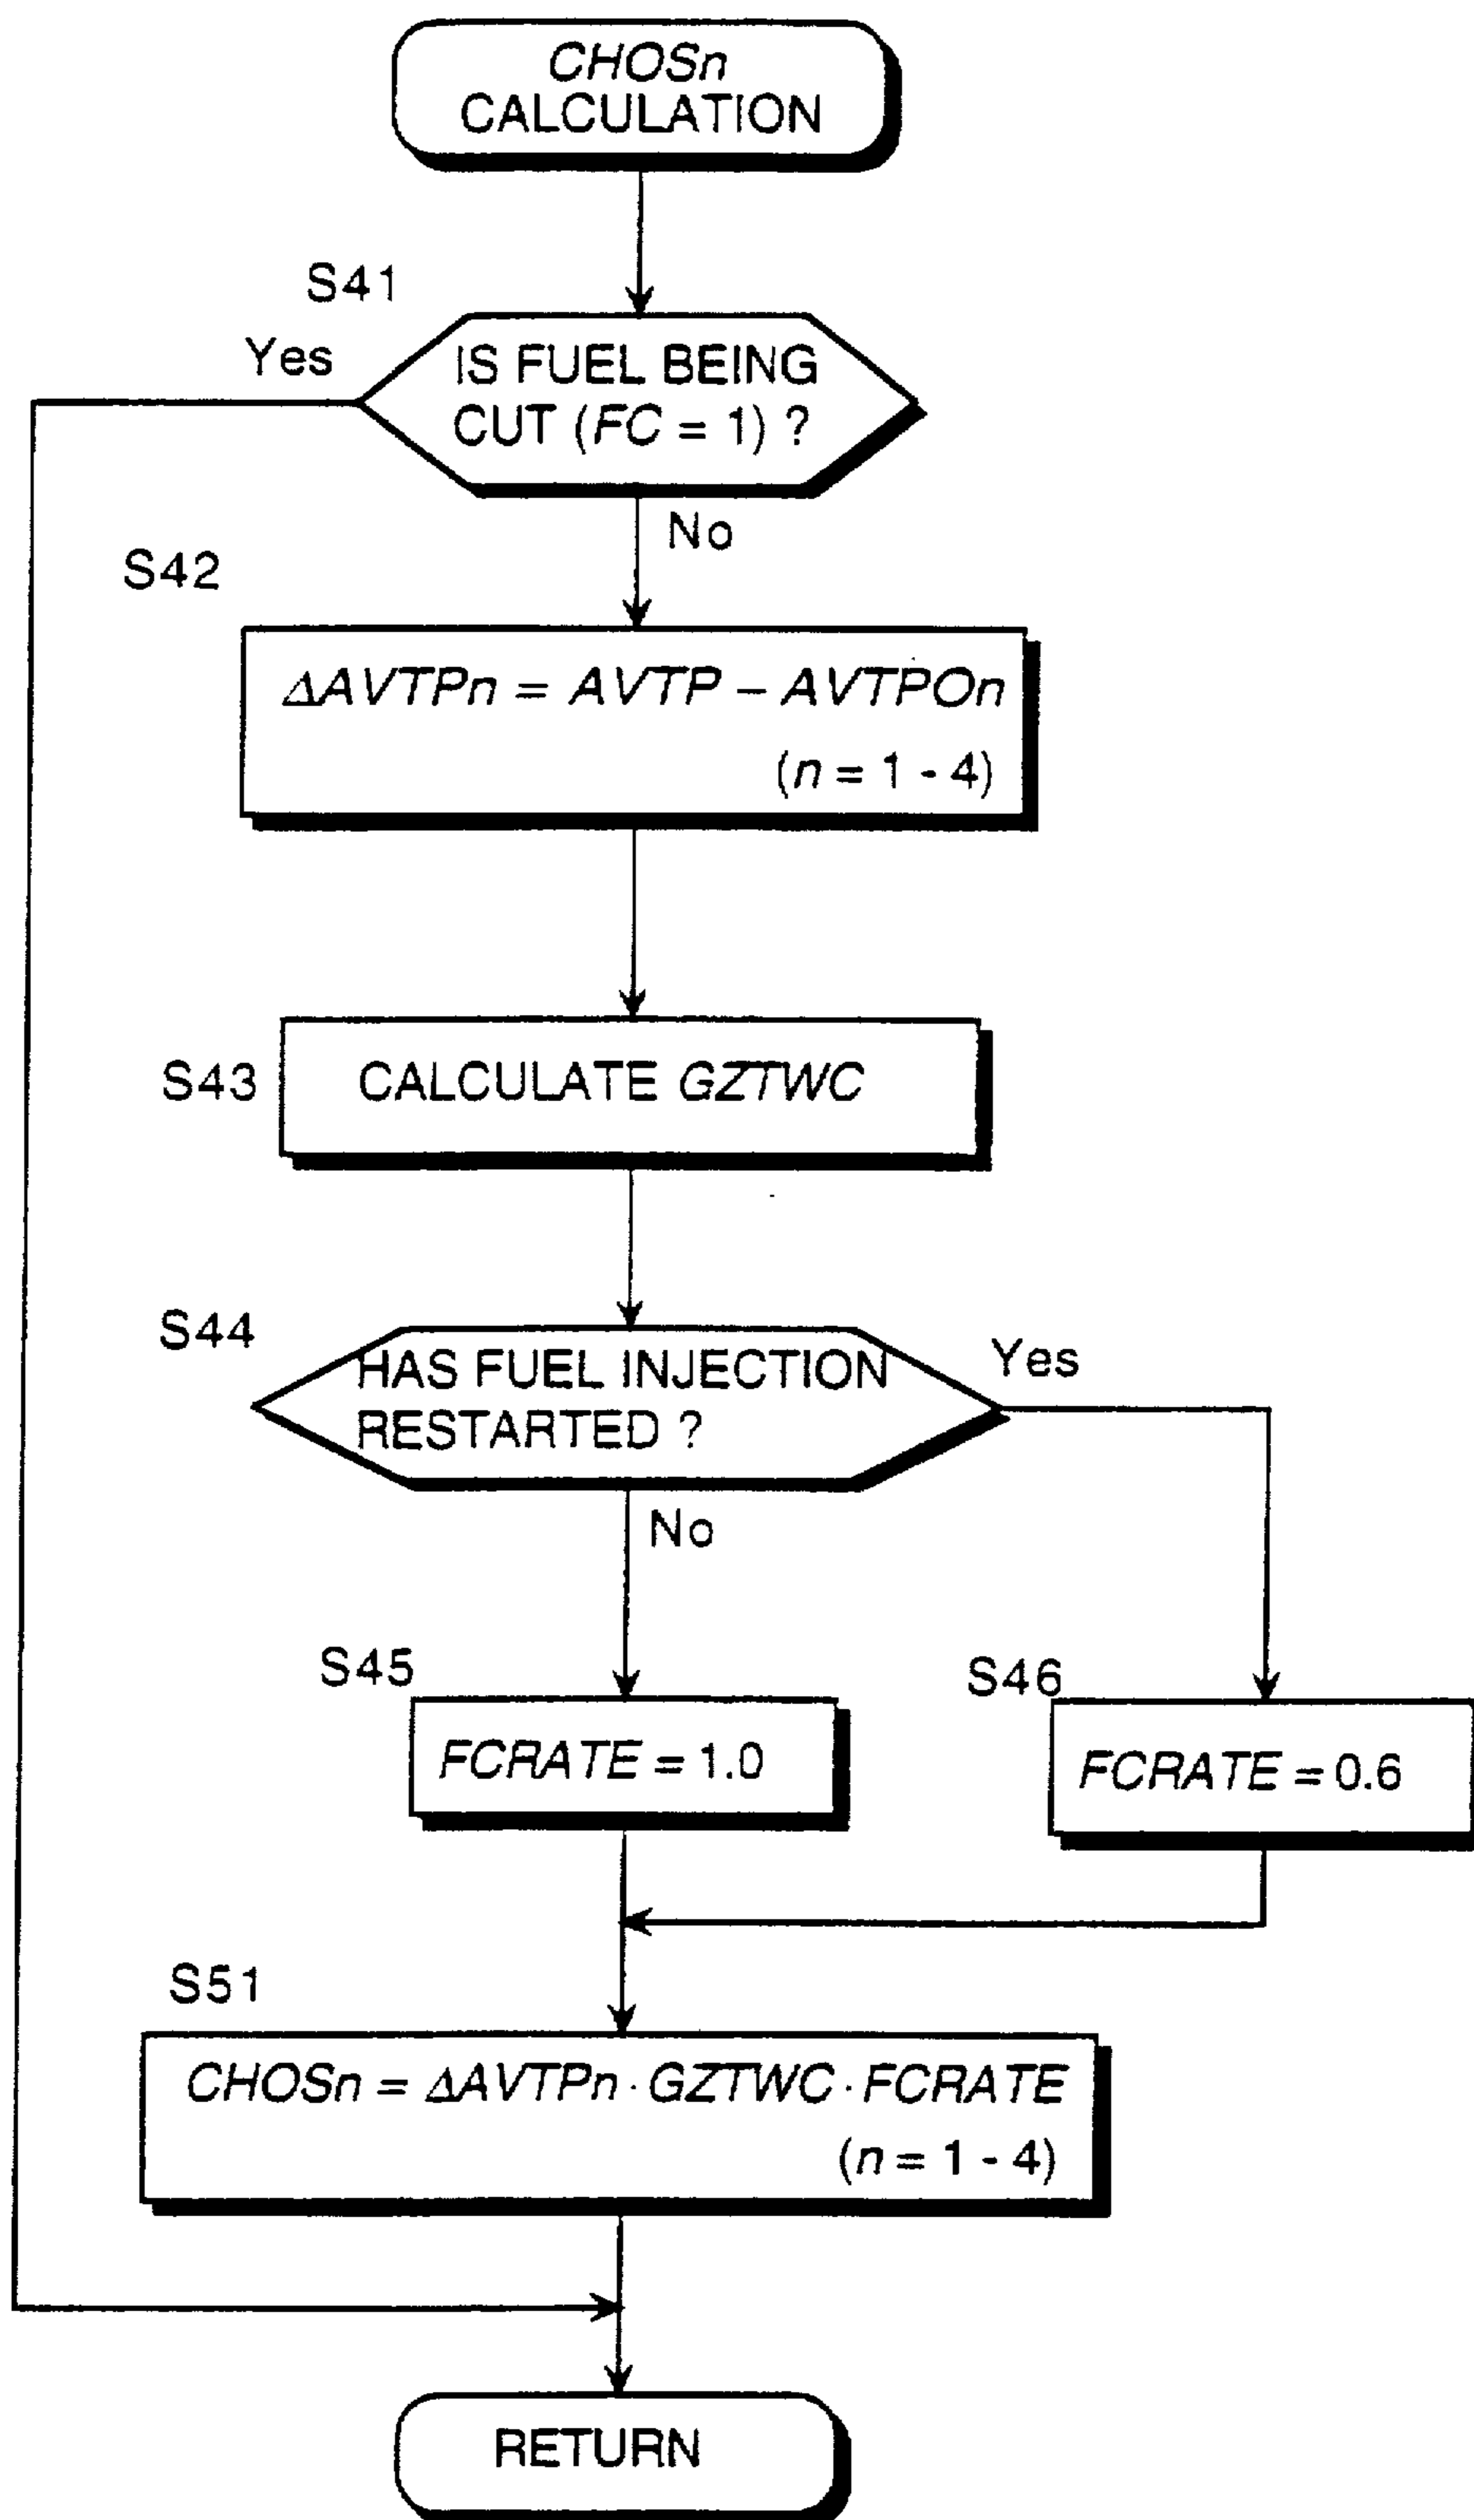 CHOSn
CALCULATION
S41
Yes
IS FUEL BEING
CUT (FC = 1) ?
No
S42
ΔAVTPn = AVTP – AVTPOn
(n = 1 - 4)
S43
CALCULATE GZTWC
S44
HAS FUEL INJECTION
RESTARTED ?
Yes
No
S45
FCRATE = 1.0
S46
FCRATE = 0.6
S51
CHOSn = ΔAVTPn · GZTWC · FCRATE
(n = 1 - 4)
RETURN